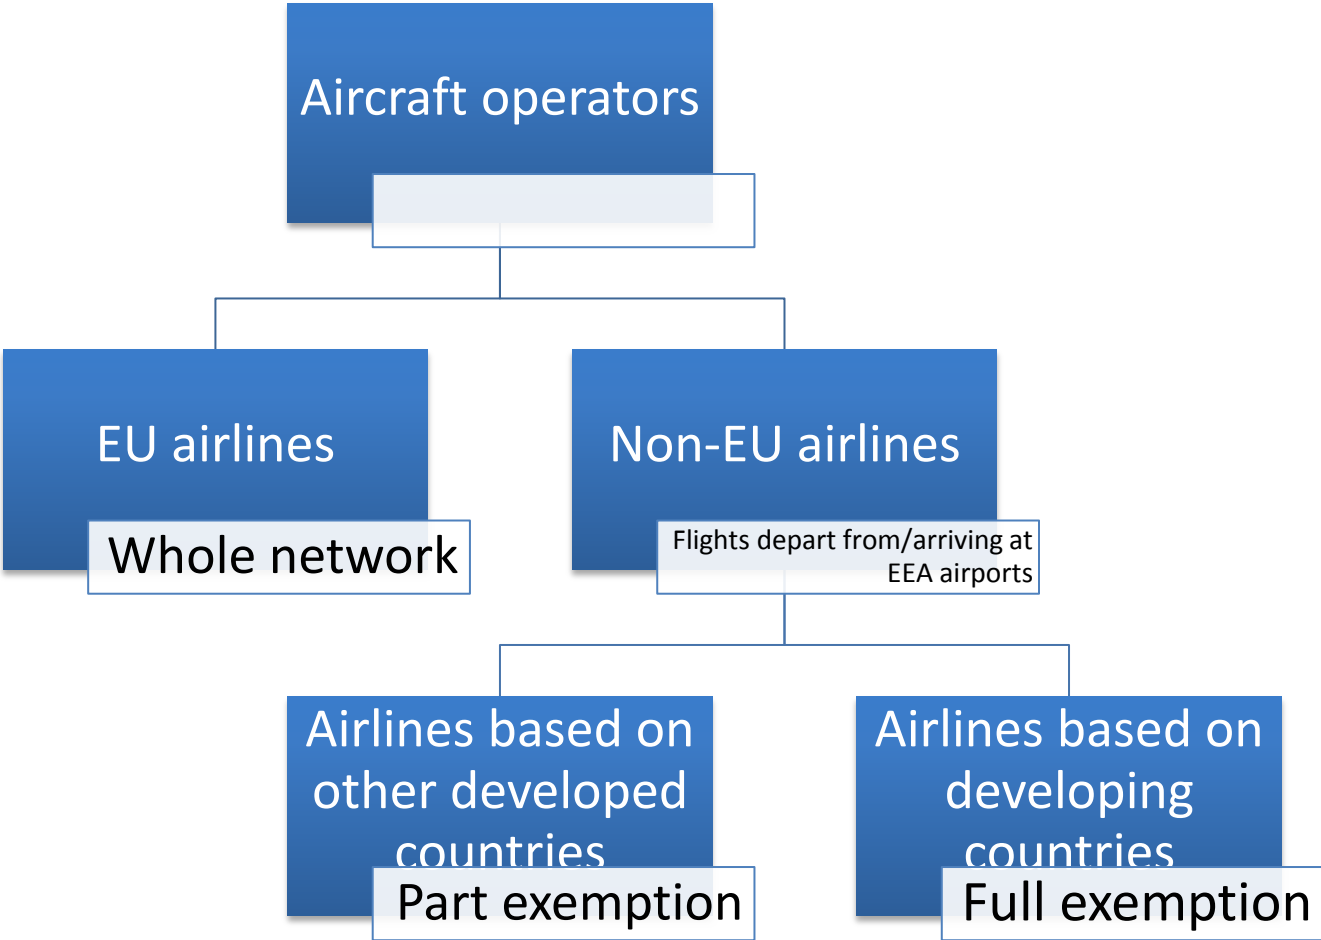 Aircraft operators
EU airlines
Whole network
Non-EU airlines
Flights depart from/arriving at
EEA airports
Airlines based on
other developed
countries
Part exemption
Airlines based on
developing
countries
Full exemption